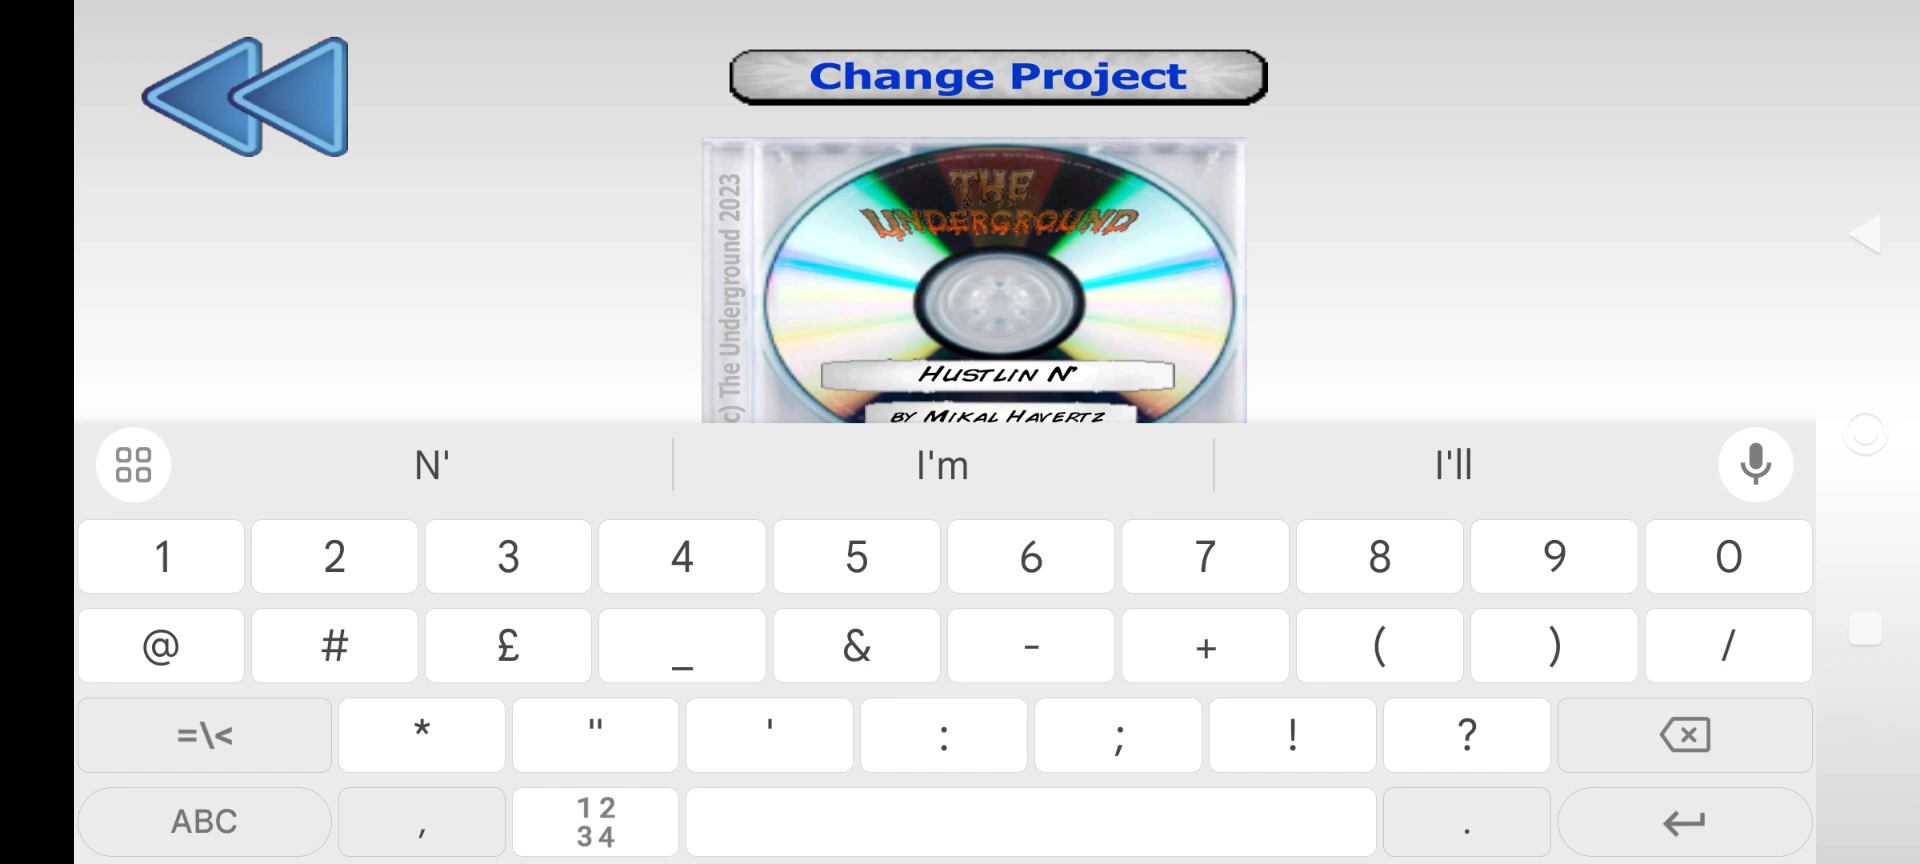 Change Project
c) The Underground 2023
THE
UNDERGROUND
HUSTLIN N'
BY MIKAL HAVERTZ
N' I'm I'll
1 2 3 4 5 6 7 8 9 0
@ # £ _ & - + ( ) /
=\< * " ' : ; ! ?
ABC , 12 34 .